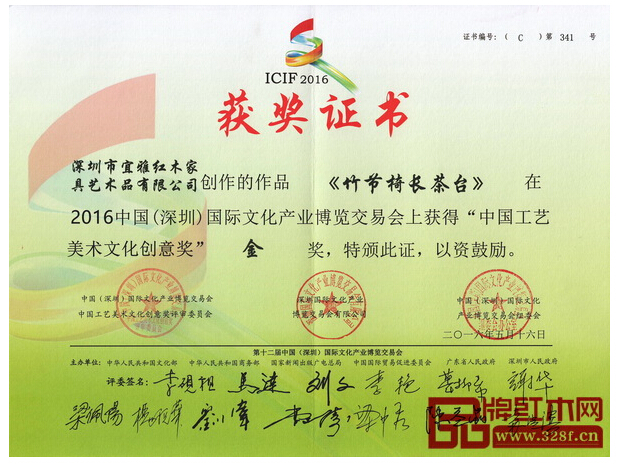 证书编号：（ C ）第 341 号
ICIF 2016
获奖证书
深圳市宜雅红木家
具艺术品有限公司创作的作品 《竹节椅长茶台》 在
2016中国(深圳)国际文化产业博览交易会上获得“中国工艺
美术文化创意奖” 金 奖，特颁此证，以资鼓励。
中国（深圳）国际文化产业博览交易会 深圳国际文化产业 中国（深圳）国际文化
中国工艺美术文化创意奖评审委员会 博览交易会有限公司 产业博览交易会组委会
二〇一六年五月十六日
第十二届中国（深圳）国际文化产业博览交易会
主办单位：中华人民共和国文化部 中华人民共和国商务部 国家新闻出版广电总局 中国国际贸易促进委员会 广东省人民政府 深圳市人民政府
评委签名：
牌红木网
www.328f.cn